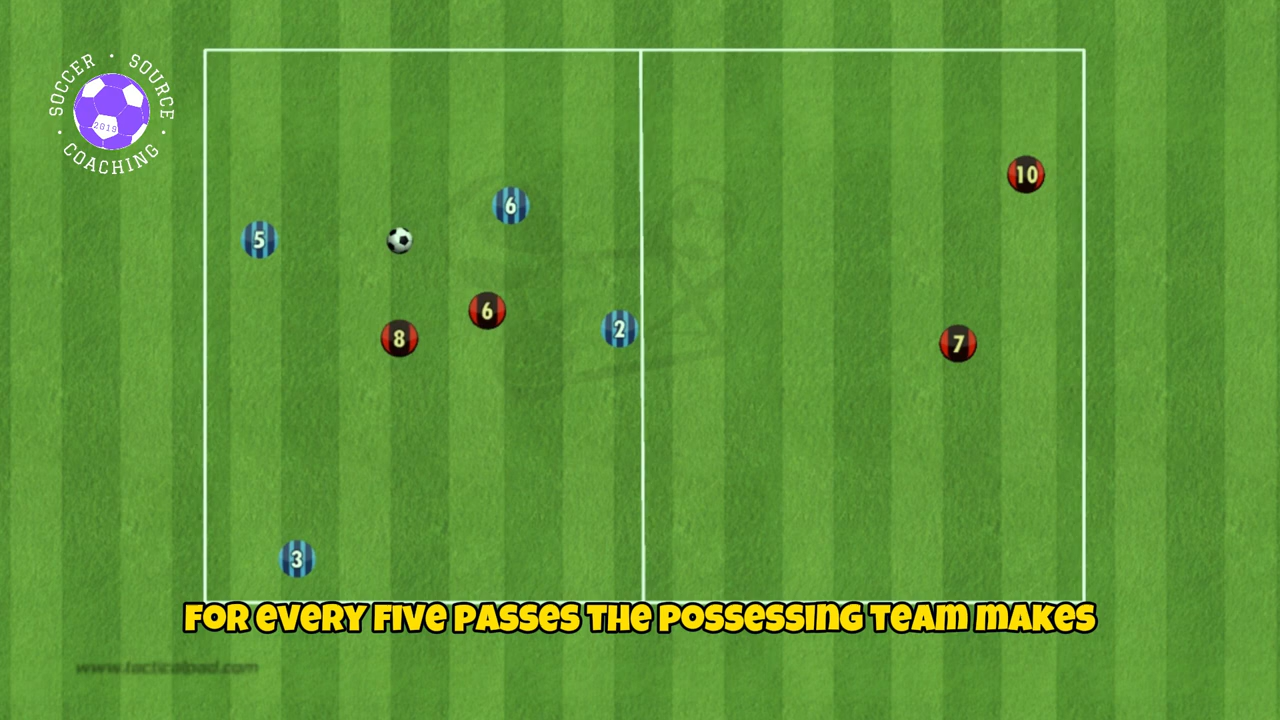 SOCCER · SOURCE
2019
· COACHING ·
10
6
5
6
2
8
7
3
FOR EVERY FIVE PASSES THE POSSESSING TEAM MAKES
www.tacticalpad.com